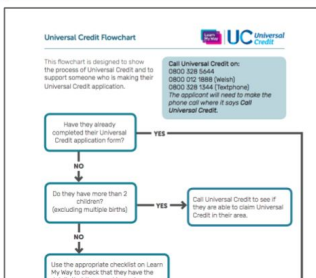 Universal Credit Flowchart
Learn My Way
UC Universal Credit
This flowchart is designed to show
the process of Universal Credit and to
support someone who is making their
Universal Credit application.
Call Universal Credit on:
0800 328 5644
0800 012 1888 (Welsh)
0800 328 1344 (Textphone)
The applicant will need to make the
phone call where it says Call
Universal Credit.
Have they already
completed their Universal
Credit application form?
YES
NO
Do they have more than 2
children?
(excluding multiple births)
YES
Call Universal Credit to see if
they are able to claim Universal
Credit in their area.
NO
Use the appropriate checklist on Learn
My Way to check that they have the